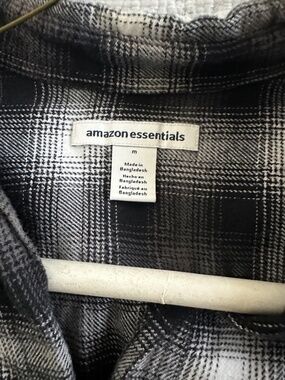 amazon essentials
m
Made in
Bangladesh
Hecho en
Bangladesh
Fabriqué au
Bangladesh